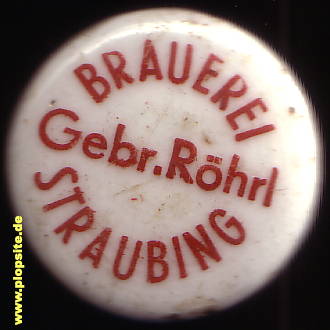 BRAUEREI
Gebr. Röhrl
STRAUBING
www.plopsite.de